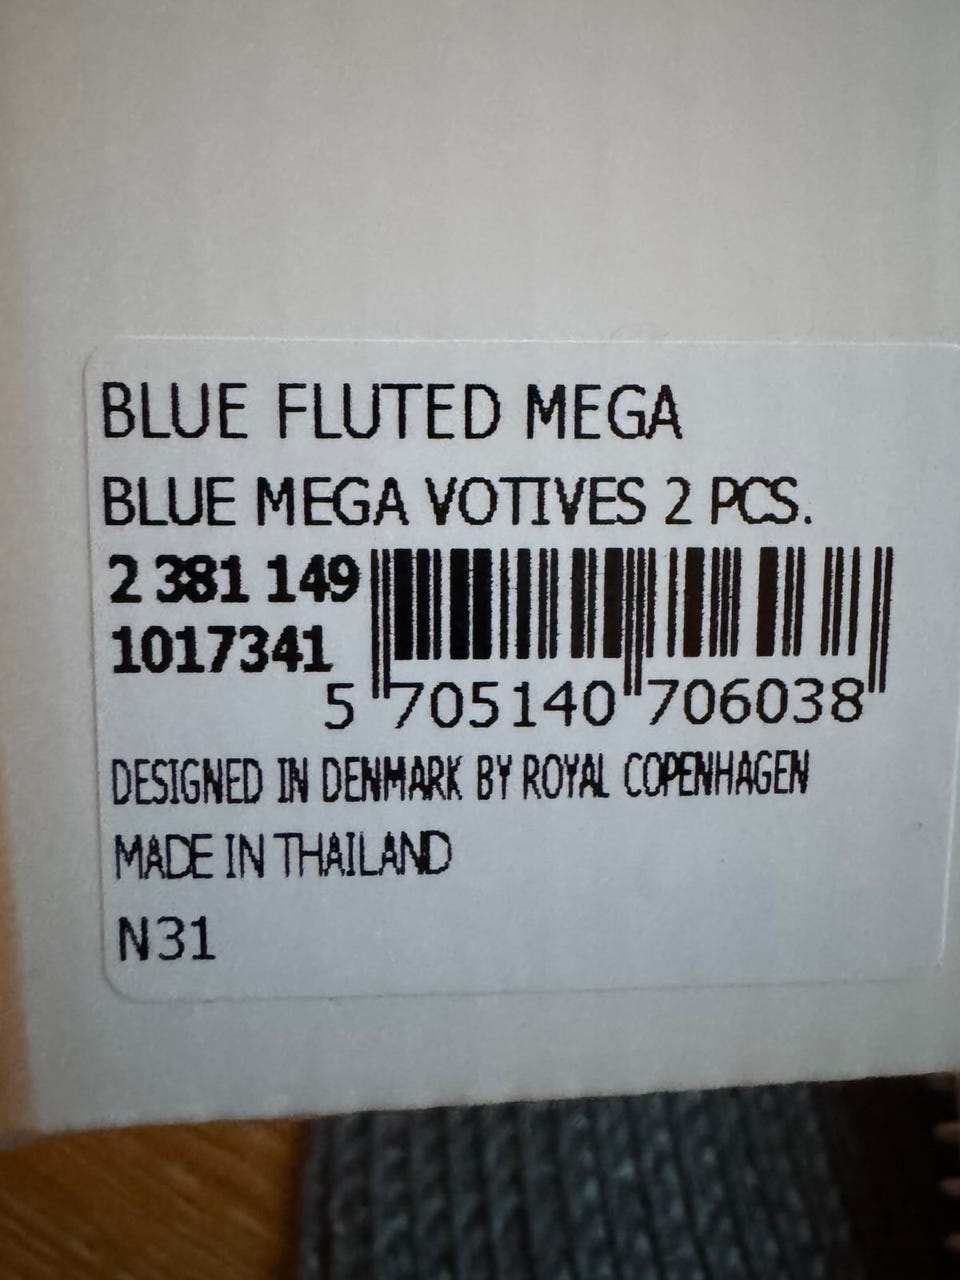 BLUE FLUTED MEGA
BLUE MEGA VOTIVES 2 PCS.
2 381 149
1017341
5 705140 706038
DESIGNED IN DENMARK BY ROYAL COPENHAGEN
MADE IN THAILAND
N31